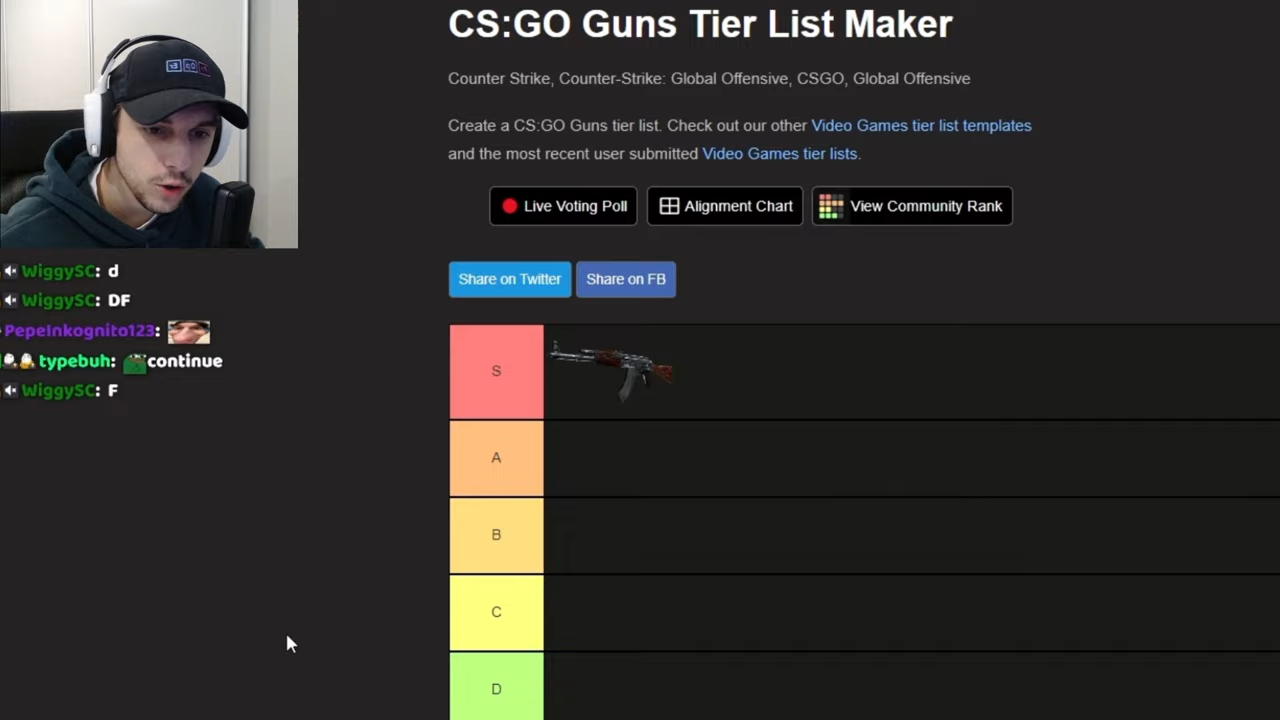 CS:GO Guns Tier List Maker
Counter Strike, Counter-Strike: Global Offensive, CSGO, Global Offensive
Create a CS:GO Guns tier list. Check out our other Video Games tier list templates
and the most recent user submitted Video Games tier lists.
Live Voting Poll
Alignment Chart
View Community Rank
Share on Twitter
Share on FB
WiggySC: d
WiggySC: DF
PepeInkognito123:
typebuh: continue
WiggySC: F
S
A
B
C
D